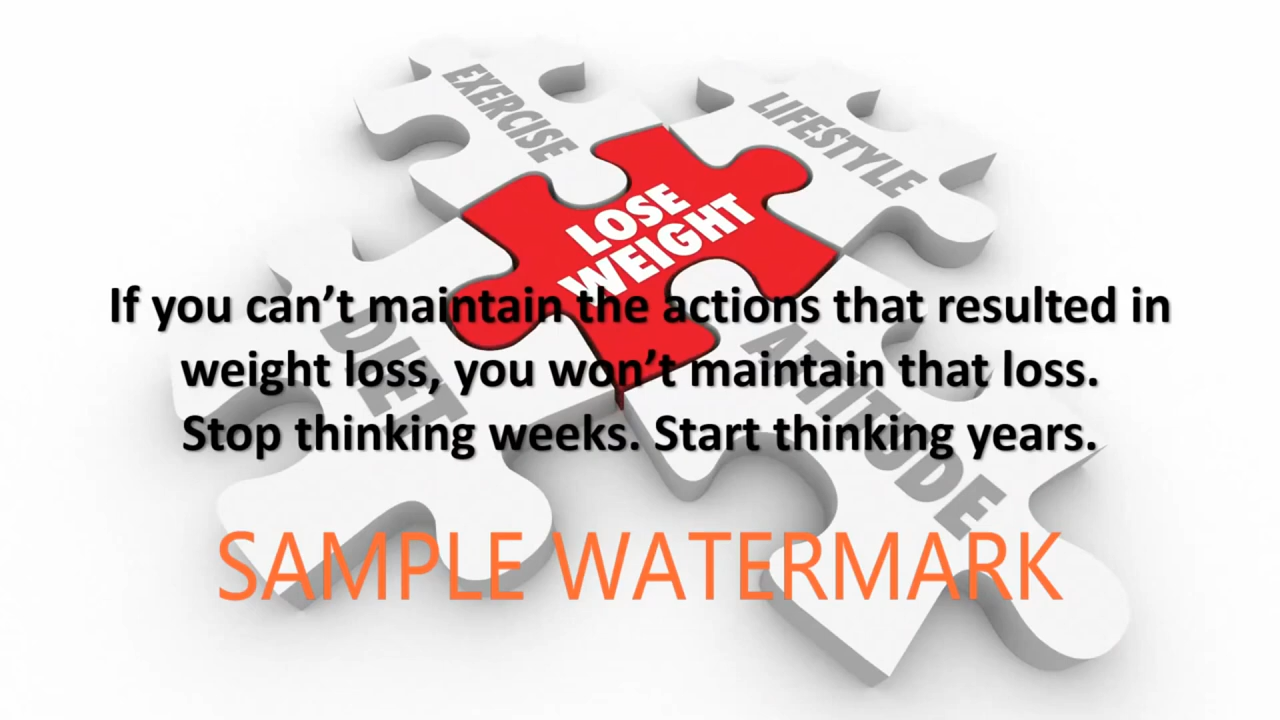 EXERCISE
LIFESTYLE
LOSE
WEIGHT
If you can’t maintain the actions that resulted in
weight loss, you won’t maintain that loss.
Stop thinking weeks. Start thinking years.
DIET
ATTITUDE
SAMPLE WATERMARK